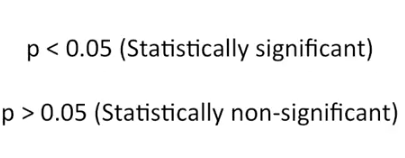 p < 0.05 (Statistically significant)
p > 0.05 (Statistically non-significant)